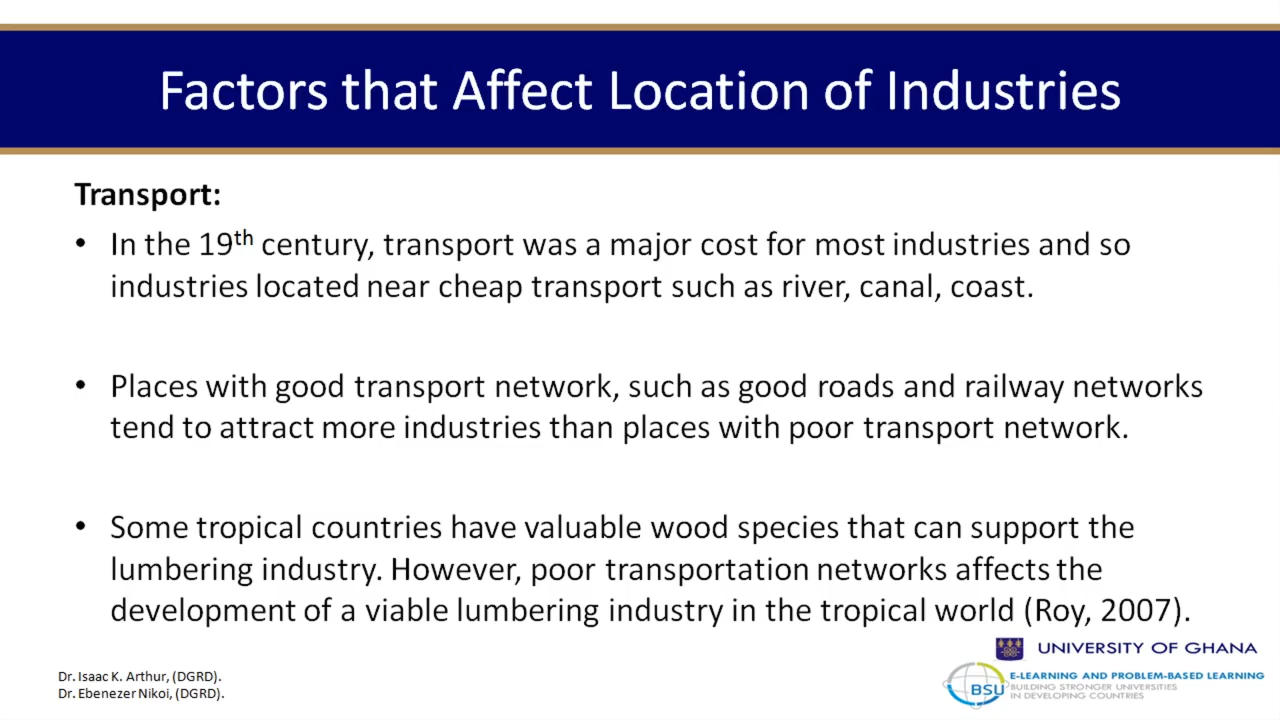 Factors that Affect Location of Industries
Transport:
• In the 19th century, transport was a major cost for most industries and so
industries located near cheap transport such as river, canal, coast.
• Places with good transport network, such as good roads and railway networks
tend to attract more industries than places with poor transport network.
• Some tropical countries have valuable wood species that can support the
lumbering industry. However, poor transportation networks affects the
development of a viable lumbering industry in the tropical world (Roy, 2007).
UNIVERSITY OF GHANA
Dr. Isaac K. Arthur, (DGRD).
Dr. Ebenezer Nikoi, (DGRD).
BSU
E-LEARNING AND PROBLEM-BASED LEARNING
BUILDING STRONGER UNIVERSITIES
IN DEVELOPING COUNTRIES